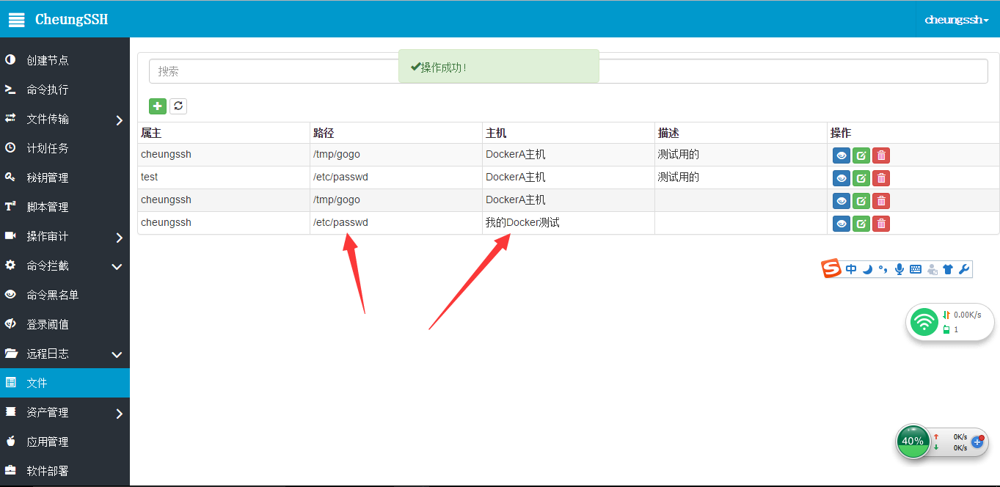 CheungSSH
cheungssh
创建节点
命令执行
文件传输
计划任务
秘钥管理
脚本管理
操作审计
命令拦截
命令黑名单
登录阈值
远程日志
文件
资产管理
应用管理
软件部署
搜索
操作成功!
属主 路径 主机 描述 操作
cheungssh /tmp/gogo DockerA主机 测试用的
test /etc/passwd DockerA主机 测试用的
cheungssh /tmp/gogo DockerA主机
cheungssh /etc/passwd 我的Docker测试
S 中
0.00K/s
1
40% 0K/s
0K/s